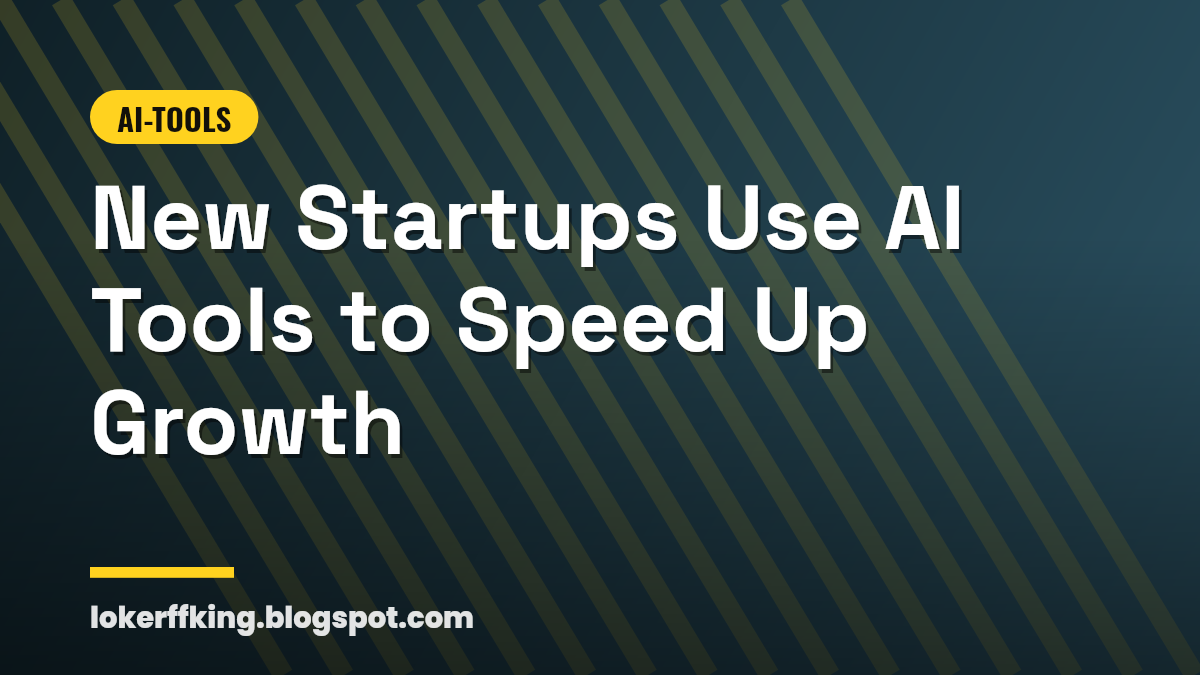 AI-TOOLS
New Startups Use AI
Tools to Speed Up
Growth
lokerffking.blogspot.com